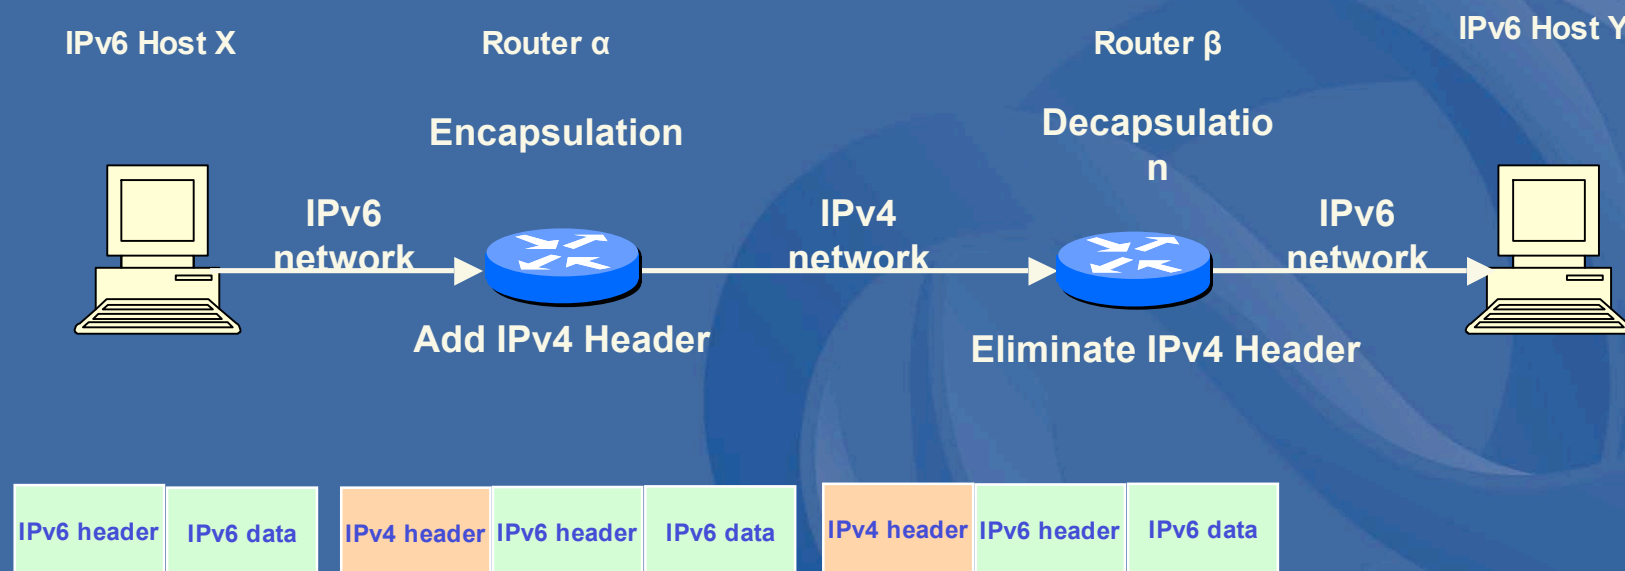 IPv6 Host X
Router α
Router β
IPv6 Host Y
Encapsulation
Decapsulatio
n
IPv6
network
IPv4
network
IPv6
network
Add IPv4 Header
Eliminate IPv4 Header
IPv6 header
IPv6 data
IPv4 header
IPv6 header
IPv6 data
IPv4 header
IPv6 header
IPv6 data